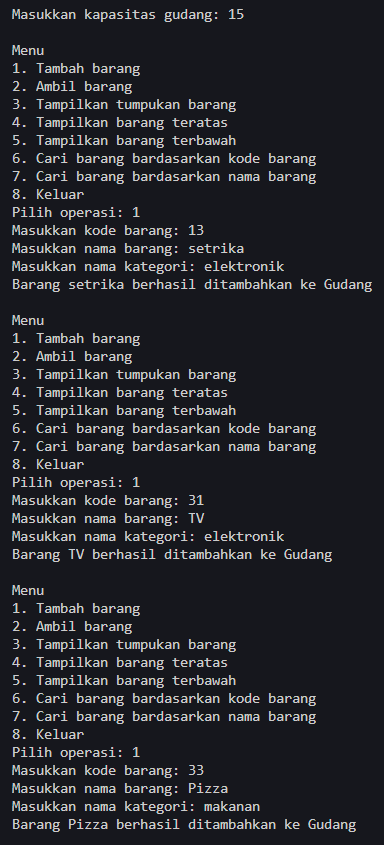 Masukkan kapasitas gudang: 15

Menu
1. Tambah barang
2. Ambil barang
3. Tampilkan tumpukan barang
4. Tampilkan barang teratas
5. Tampilkan barang terbawah
6. Cari barang bardasarkan kode barang
7. Cari barang bardasarkan nama barang
8. Keluar
Pilih operasi: 1
Masukkan kode barang: 13
Masukkan nama barang: setrika
Masukkan nama kategori: elektronik
Barang setrika berhasil ditambahkan ke Gudang

Menu
1. Tambah barang
2. Ambil barang
3. Tampilkan tumpukan barang
4. Tampilkan barang teratas
5. Tampilkan barang terbawah
6. Cari barang bardasarkan kode barang
7. Cari barang bardasarkan nama barang
8. Keluar
Pilih operasi: 1
Masukkan kode barang: 31
Masukkan nama barang: TV
Masukkan nama kategori: elektronik
Barang TV berhasil ditambahkan ke Gudang

Menu
1. Tambah barang
2. Ambil barang
3. Tampilkan tumpukan barang
4. Tampilkan barang teratas
5. Tampilkan barang terbawah
6. Cari barang bardasarkan kode barang
7. Cari barang bardasarkan nama barang
8. Keluar
Pilih operasi: 1
Masukkan kode barang: 33
Masukkan nama barang: Pizza
Masukkan nama kategori: makanan
Barang Pizza berhasil ditambahkan ke Gudang